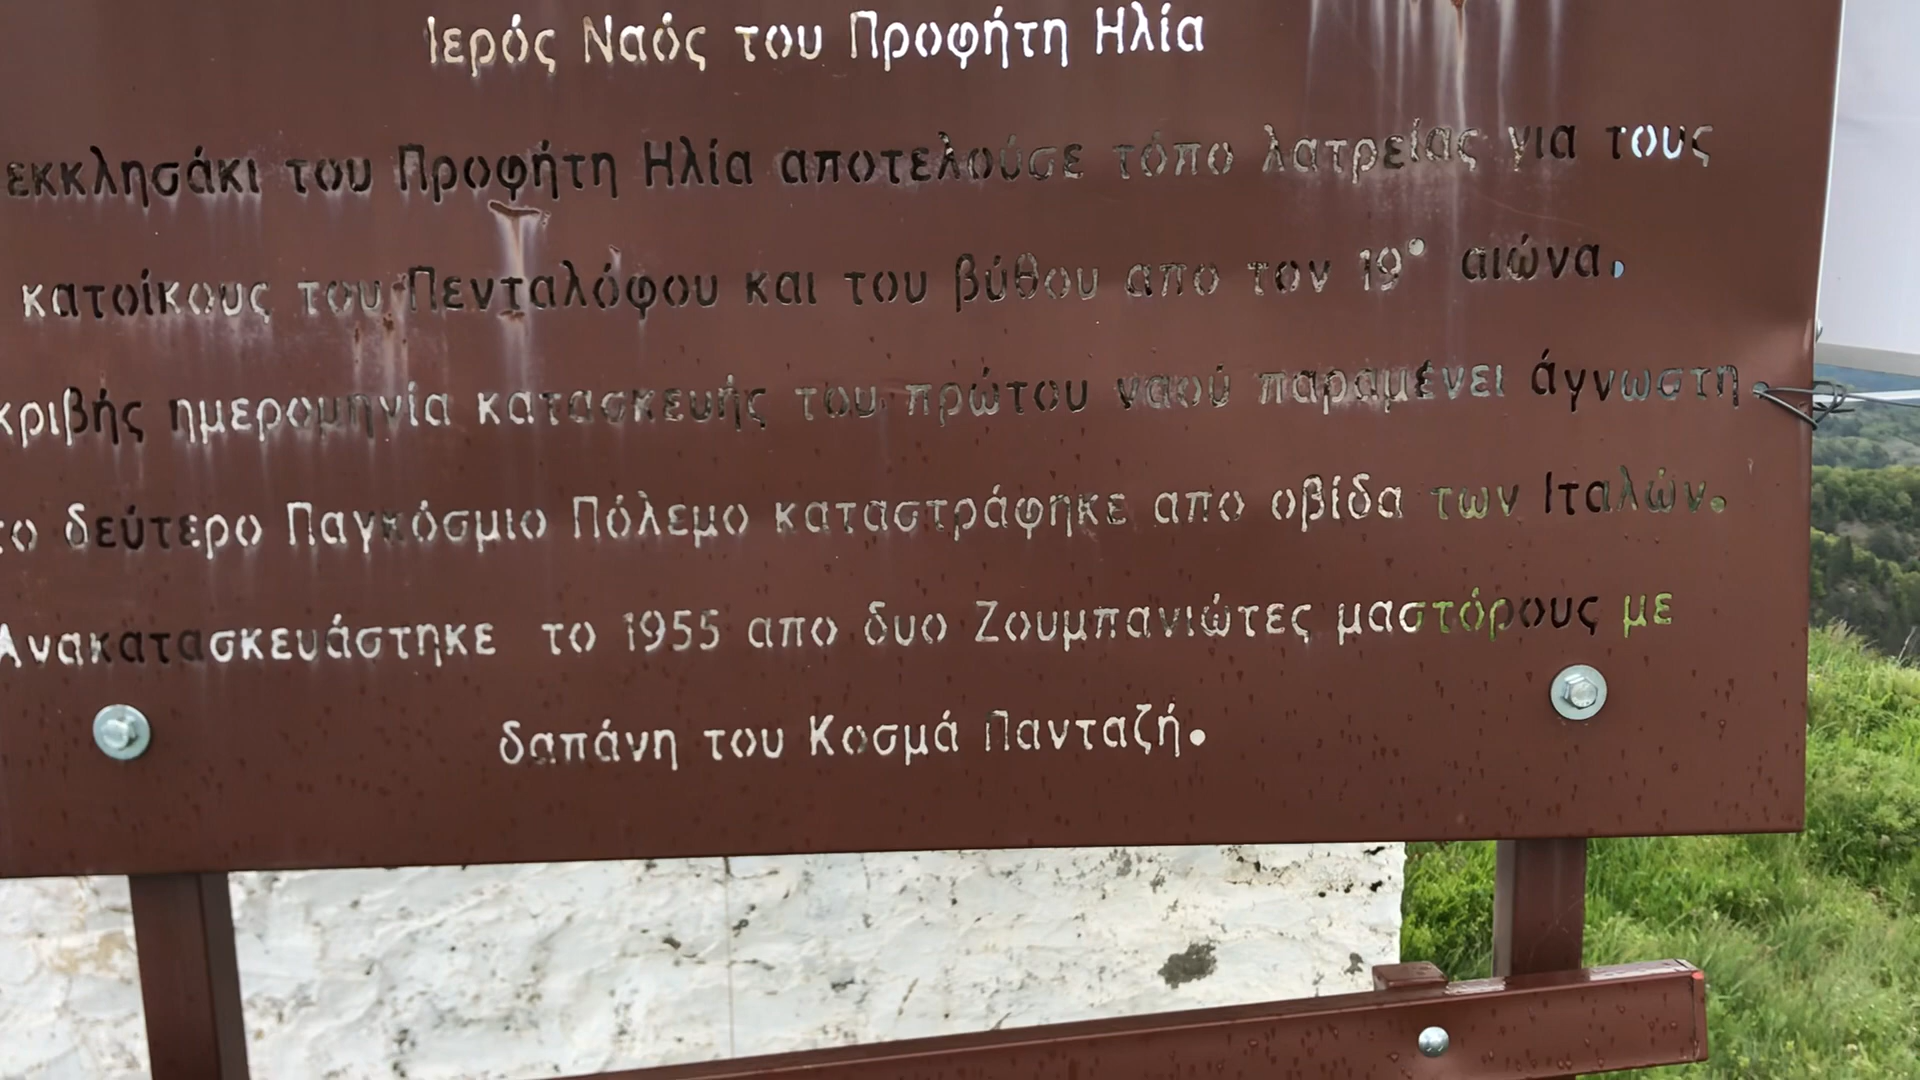 Ιερός Ναός του Προφήτη Ηλία
εκκλησάκι του Προφήτη Ηλία αποτελούσε τόπο λατρείας για τους
κατοίκους του Πενταλόφου και του βύθου απο τον 19° αιώνα.
κριβής ημερομηνία κατασκευής του πρώτου ναού παραμένει άγνωστη
το δεύτερο Παγκόσμιο Πόλεμο καταστράφηκε απο οβίδα των Ιταλών.
Ανακατασκευάστηκε το 1955 απο δυο Ζουμπανιώτες μαστόρους με
δαπάνη του Κοσμά Πανταζή.